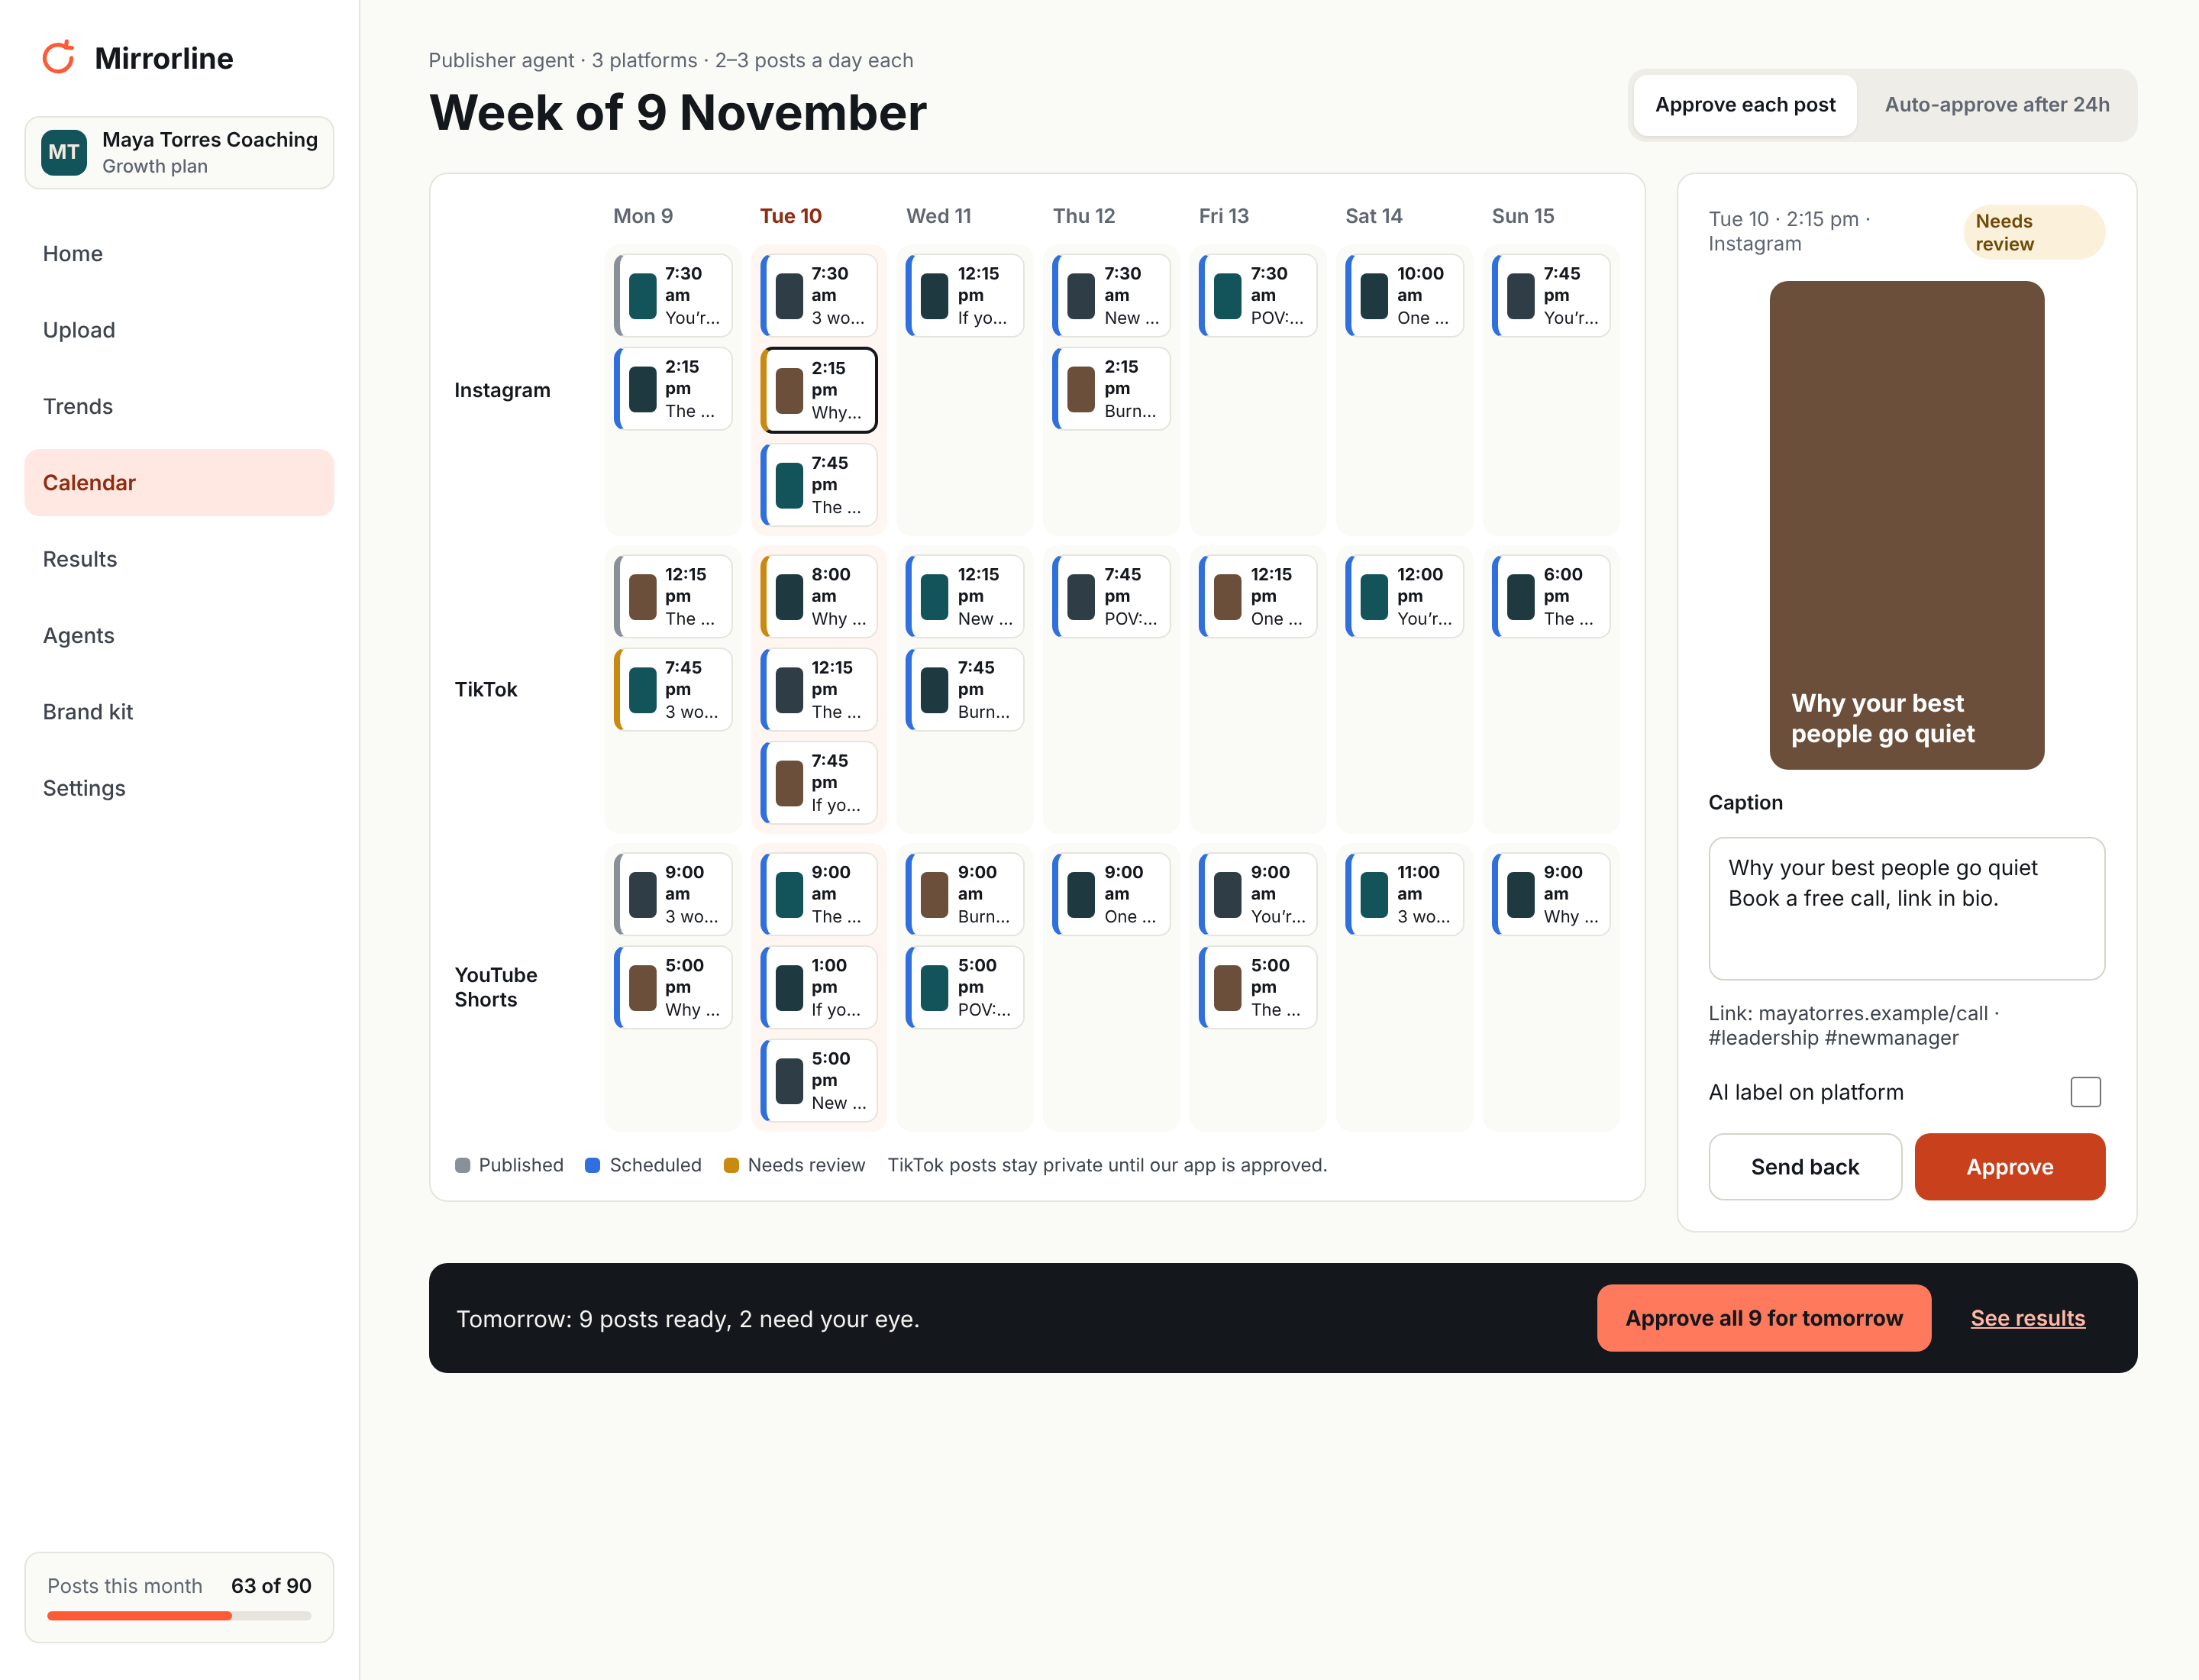 Mirrorline
MT
Maya Torres Coaching
Growth plan
Home
Upload
Trends
Calendar
Results
Agents
Brand kit
Settings
Posts this month 63 of 90
Publisher agent · 3 platforms · 2–3 posts a day each
Week of 9 November
Approve each post Auto-approve after 24h
Mon 9 Tue 10 Wed 11 Thu 12 Fri 13 Sat 14 Sun 15
Instagram
7:30
am
You’r…
2:15
pm
The …
7:30
am
3 wo…
2:15
pm
Why…
7:45
pm
The …
12:15
pm
If yo…
7:30
am
New …
2:15
pm
Burn…
7:30
am
POV:…
10:00
am
One …
7:45
pm
You’r…
TikTok
12:15
pm
The …
7:45
pm
3 wo…
8:00
am
Why …
12:15
pm
The …
7:45
pm
If yo…
12:15
pm
New …
7:45
pm
Burn…
7:45
pm
POV:…
12:15
pm
One …
12:00
pm
You’r…
6:00
pm
The …
YouTube
Shorts
9:00
am
3 wo…
5:00
pm
Why …
9:00
am
The …
1:00
pm
If yo…
5:00
pm
New …
9:00
am
Burn…
5:00
pm
POV:…
9:00
am
One …
9:00
am
You’r…
5:00
pm
The …
11:00
am
3 wo…
9:00
am
Why …
Published Scheduled Needs review TikTok posts stay private until our app is approved.
Tue 10 · 2:15 pm ·
Instagram
Needs
review
Why your best
people go quiet
Caption
Why your best people go quiet
Book a free call, link in bio.
Link: mayatorres.example/call ·
#leadership #newmanager
AI label on platform
Send back Approve
Tomorrow: 9 posts ready, 2 need your eye.
Approve all 9 for tomorrow See results